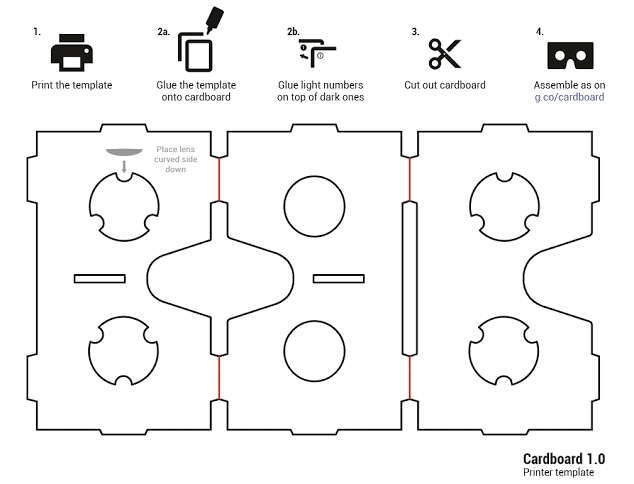 1.
Print the template
2a.
Glue the template
onto cardboard
2b.
Glue light numbers
on top of dark ones
3.
Cut out cardboard
4.
Assemble as on
g.co/cardboard
Place lens
curved side
down
Cardboard 1.0
Printer template